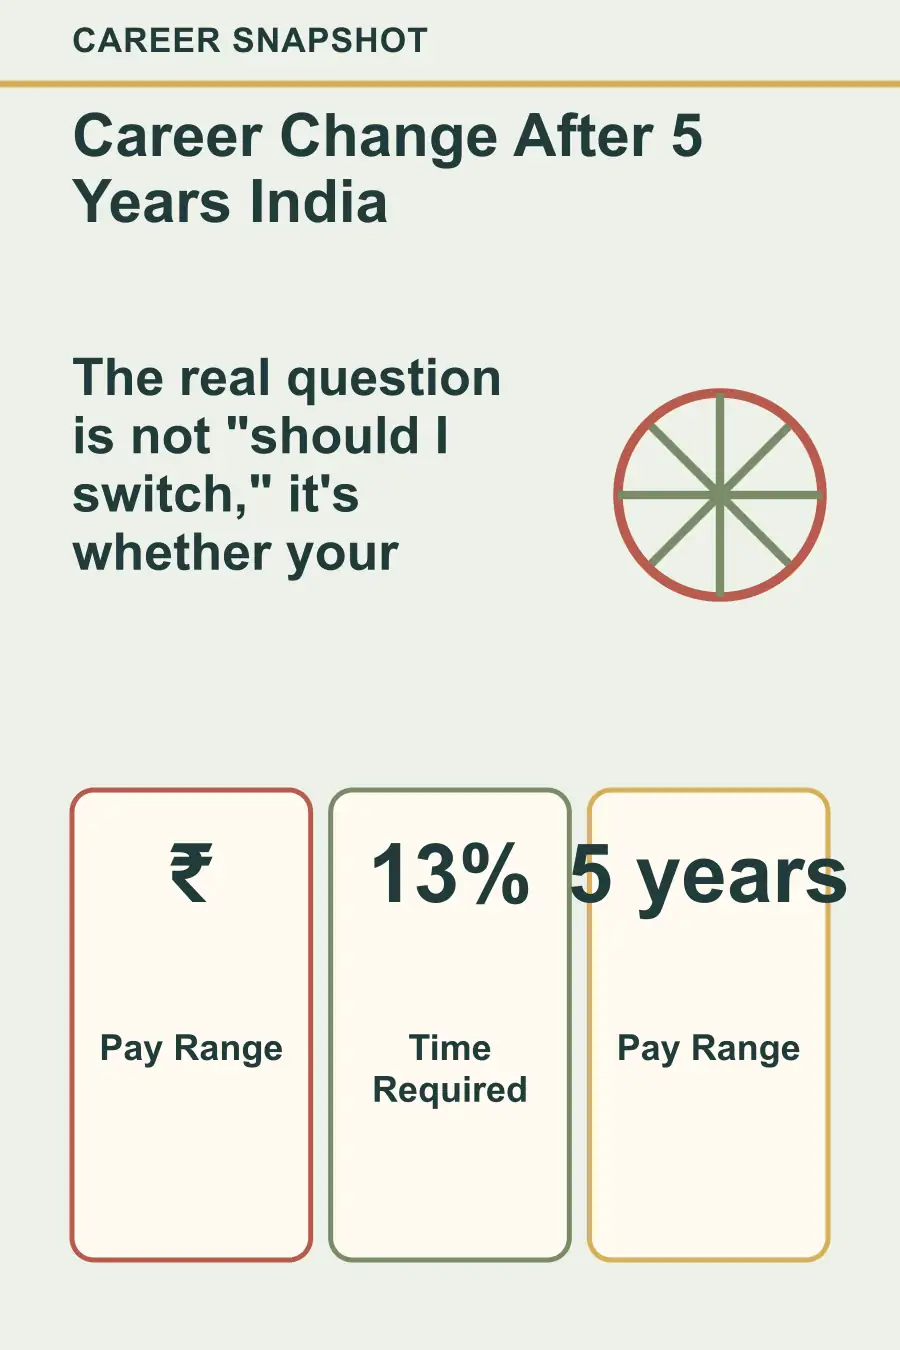 CAREER SNAPSHOT
Career Change After 5
Years India
The real question
is not "should I
switch," it's
whether your
₹
13%
5 years
Pay Range
Time
Required
Pay Range